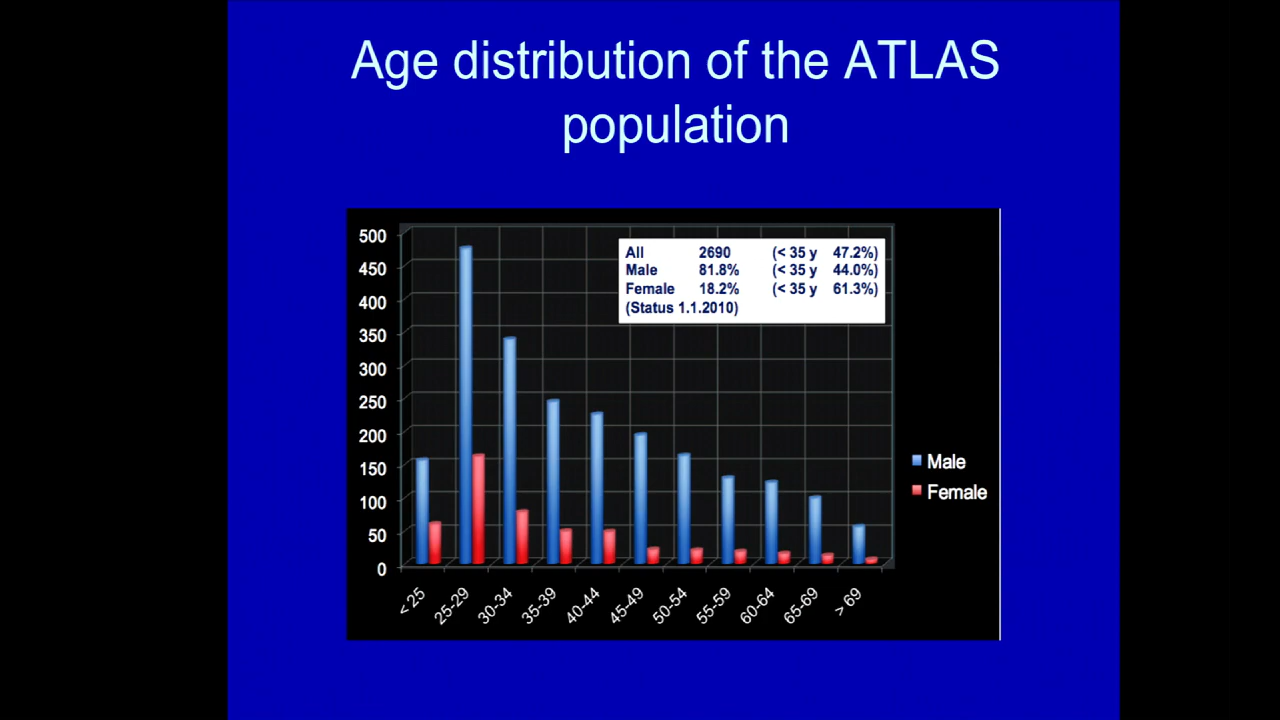 Age distribution of the ATLAS
population
500
450
400
350
300
250
200
150
100
50
0
All 2690 (< 35 y 47.2%)
Male 81.8% (< 35 y 44.0%)
Female 18.2% (< 35 y 61.3%)
(Status 1.1.2010)
Male
Female
< 25 25-29 30-34 35-39 40-44 45-49 50-54 55-59 60-64 65-69 > 69